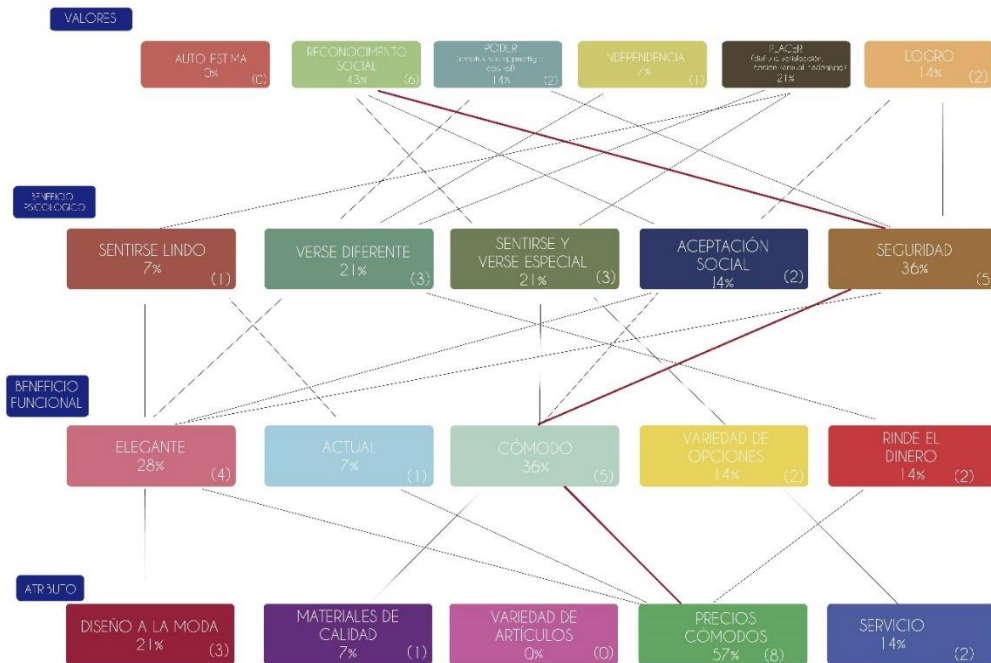 VALORES
AUTO ESTIMA
0%
(0)
RECONOCIMENTO
SOCIAL
43%
(6)
PODER
14%
(2)
NDEPENDENCIA
7%
(1)
PLACER
21%
LOGRO
14%
(2)
BENEFICIO
PSICOLOGICO
SENTIRSE LINDO
7%
(1)
VERSE DIFERENTE
21%
(3)
SENTIRSE Y
VERSE ESPECIAL
21%
(3)
ACEPTACIÓN
SOCIAL
14%
(2)
SEGURIDAD
36%
(5)
BENEFICIO
FUNCIONAL
ELEGANTE
28%
(4)
ACTUAL
7%
(1)
CÓMODO
36%
(5)
VARIEDAD DE
OPCIONES
14%
(2)
RINDE EL
DINERO
14%
(2)
ATRIBUTO
DISEÑO A LA MODA
21%
(3)
MATERIALES DE
CALIDAD
7%
(1)
VARIEDAD DE
ARTÍCULOS
0%
(0)
PRECIOS
CÓMODOS
57%
(8)
SERVICIO
14%
(2)